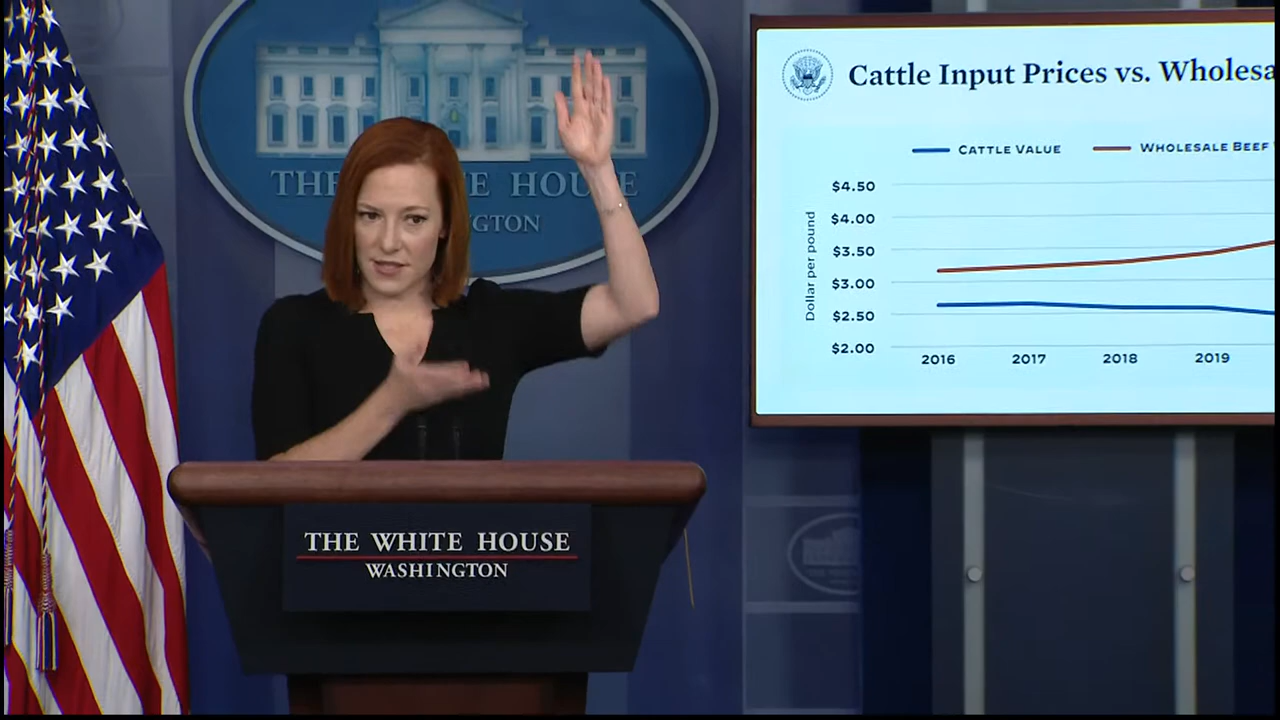 THE WHITE HOUSE
Cattle Input Prices vs. Wholesa
CATTLE VALUE
WHOLESALE BEEF
$4.50
$4.00
$3.50
$3.00
$2.50
$2.00
Dollar per pound
2016 2017 2018 2019
THE WHITE HOUSE
WASHINGTON